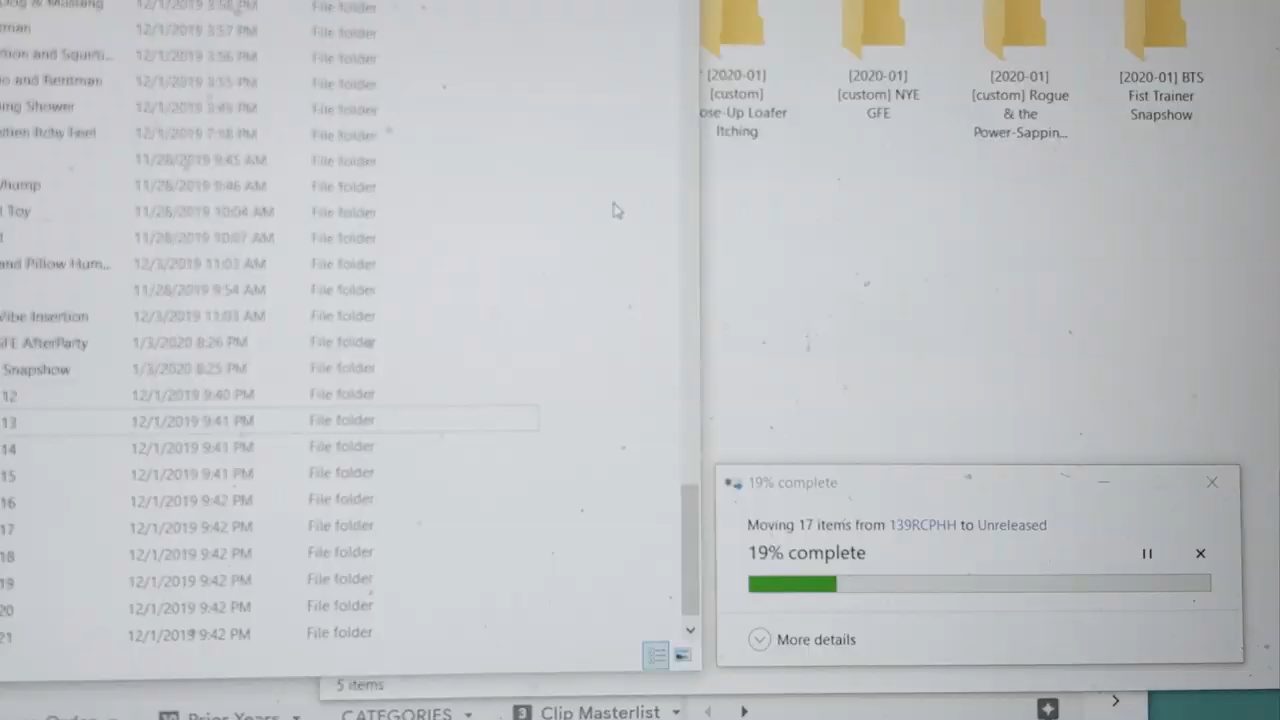 12/1/2019 3:58 PM File folder
man 12/1/2019 3:57 PM File folder
12/1/2019 3:56 PM File folder
12/1/2019 3:55 PM File folder
Shower 12/1/2019 3:49 PM File folder
12/1/2019 7:18 PM File folder
11/28/2019 9:45 AM File folder
11/28/2019 9:46 AM File folder
Toy 11/28/2019 10:04 AM File folder
11/28/2019 10:07 AM File folder
and Pillow Hum... 12/3/2019 11:03 AM File folder
11/28/2019 9:54 AM File folder
Vibe Insertion 12/3/2019 11:03 AM File folder
GFE AfterParty 1/3/2020 8:26 PM File folder
Snapshow 1/3/2020 8:25 PM File folder
12 12/1/2019 9:40 PM File folder
13 12/1/2019 9:41 PM File folder
14 12/1/2019 9:41 PM File folder
15 12/1/2019 9:41 PM File folder
16 12/1/2019 9:42 PM File folder
17 12/1/2019 9:42 PM File folder
18 12/1/2019 9:42 PM File folder
19 12/1/2019 9:42 PM File folder
20 12/1/2019 9:42 PM File folder
21 12/1/2019 9:42 PM File folder
[2020-01]
[custom]
ose-Up Loafer
Itching
[2020-01]
[custom] NYE
GFE
[2020-01]
[custom] Rogue
& the
Power-Sappin...
[2020-01] BTS
Fist Trainer
Snapshow
19% complete
Moving 17 items from 139RCPHH to Unreleased
19% complete
More details
5 items
Prior Years CATEGORIES 3 Clip Masterlist